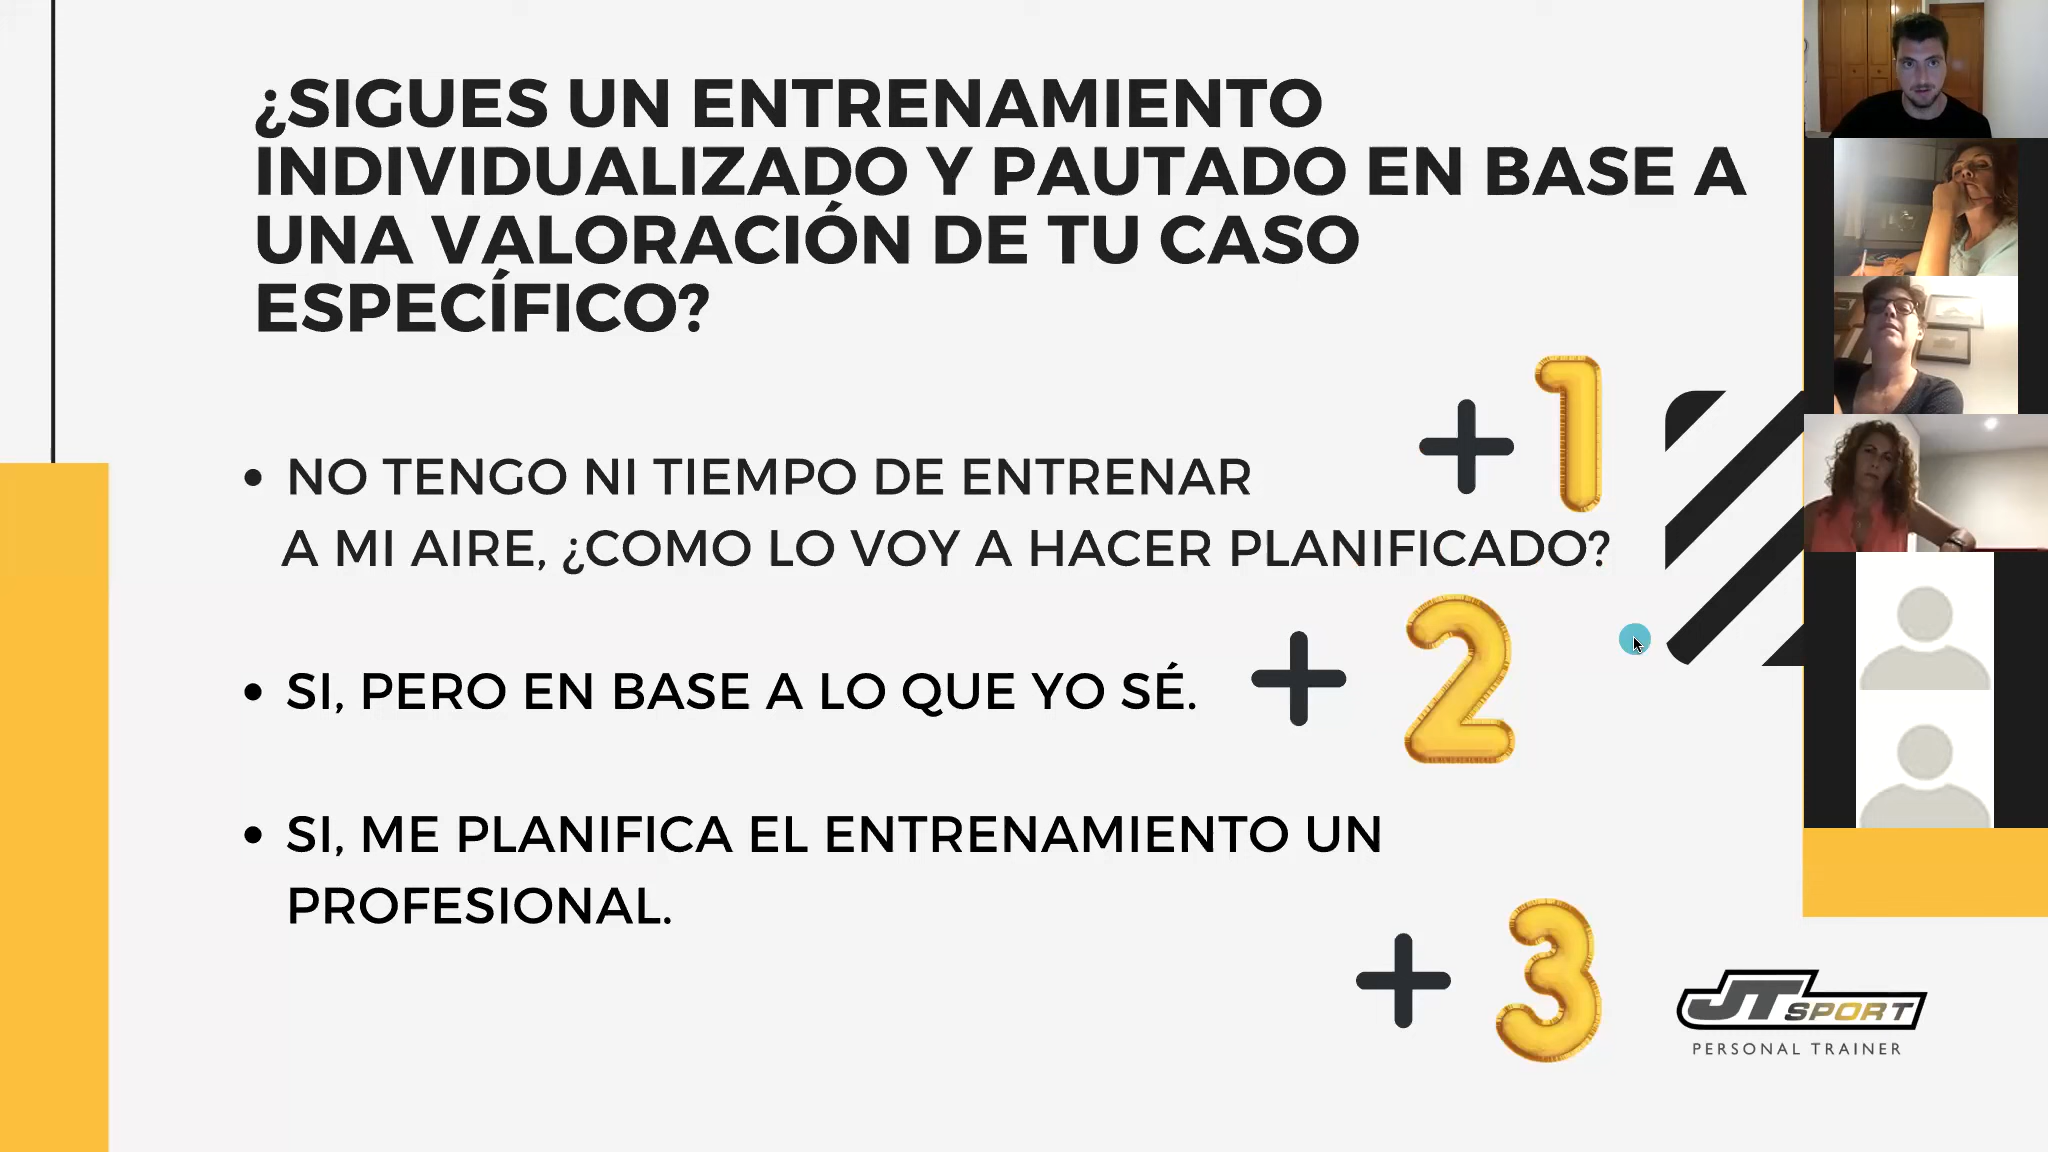 ¿SIGUES UN ENTRENAMIENTO
INDIVIDUALIZADO Y PAUTADO EN BASE A
UNA VALORACIÓN DE TU CASO
ESPECÍFICO?
+ 1
• NO TENGO NI TIEMPO DE ENTRENAR
A MI AIRE, ¿COMO LO VOY A HACER PLANIFICADO?
• SI, PERO EN BASE A LO QUE YO SÉ. + 2
• SI, ME PLANIFICA EL ENTRENAMIENTO UN
PROFESIONAL.
+ 3
JT SPORT
PERSONAL TRAINER